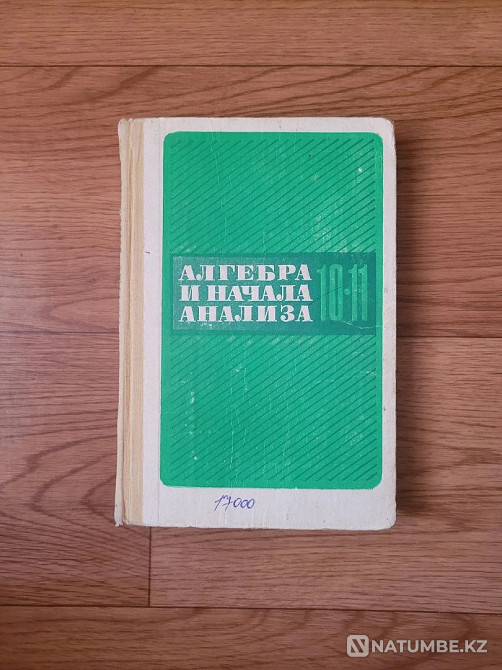 АЛГЕБРА
И НАЧАЛА
АНАЛИЗА
10·11
17000
NATUMBE.KZ